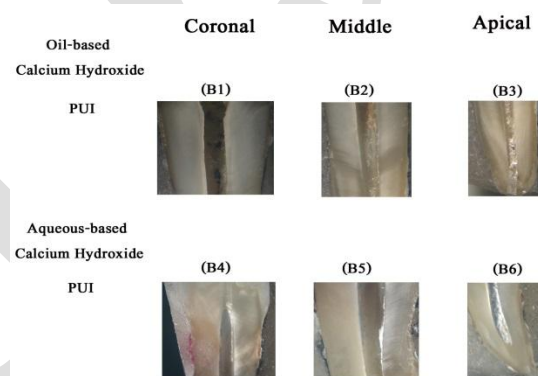 Coronal Middle Apical
Oil-based
Calcium Hydroxide
PUI
(B1) (B2) (B3)
Aqueous-based
Calcium Hydroxide
PUI
(B4) (B5) (B6)